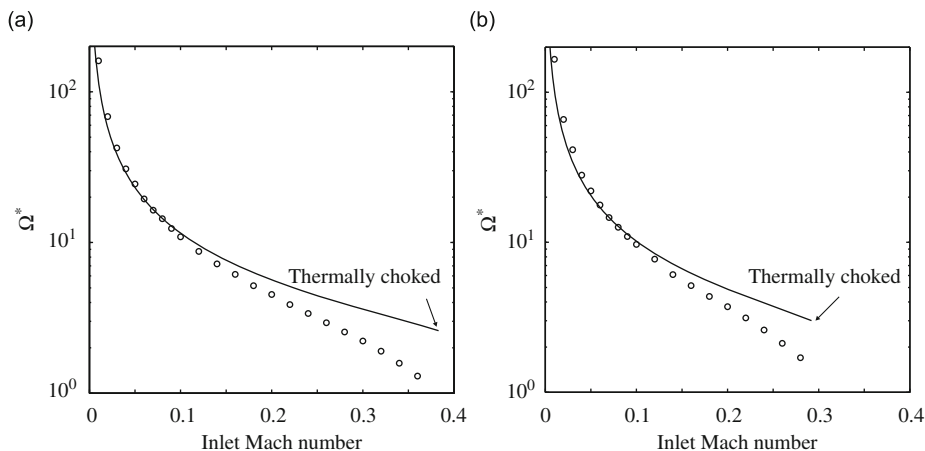 (a)
10^2
10^1
10^0
Ω*
Thermally choked
0 0.1 0.2 0.3 0.4
Inlet Mach number
(b)
10^2
10^1
10^0
Ω*
Thermally choked
0 0.1 0.2 0.3 0.4
Inlet Mach number